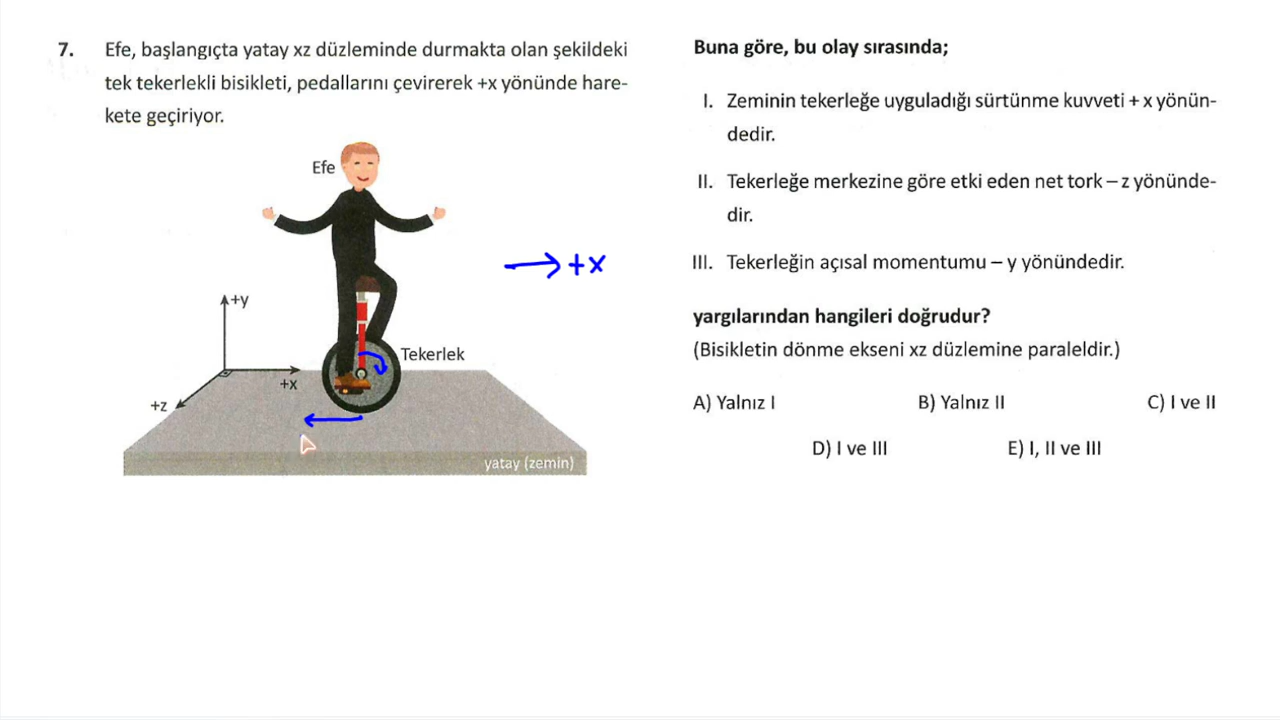 7. Efe, başlangıçta yatay xz düzleminde durmakta olan şekildeki
tek tekerlekli bisikleti, pedallarını çevirerek +x yönünde hare-
kete geçiriyor.
Efe
+y
+x
+z
Tekerlek
yatay (zemin)
→ +x
Buna göre, bu olay sırasında;
I. Zeminin tekerleğe uyguladığı sürtünme kuvveti + x yönün-
dedir.
II. Tekerleğe merkezine göre etki eden net tork – z yönünde-
dir.
III. Tekerleğin açısal momentumu – y yönündedir.
yargılarından hangileri doğrudur?
(Bisikletin dönme ekseni xz düzlemine paraleldir.)
A) Yalnız I B) Yalnız II C) I ve II
D) I ve III E) I, II ve III